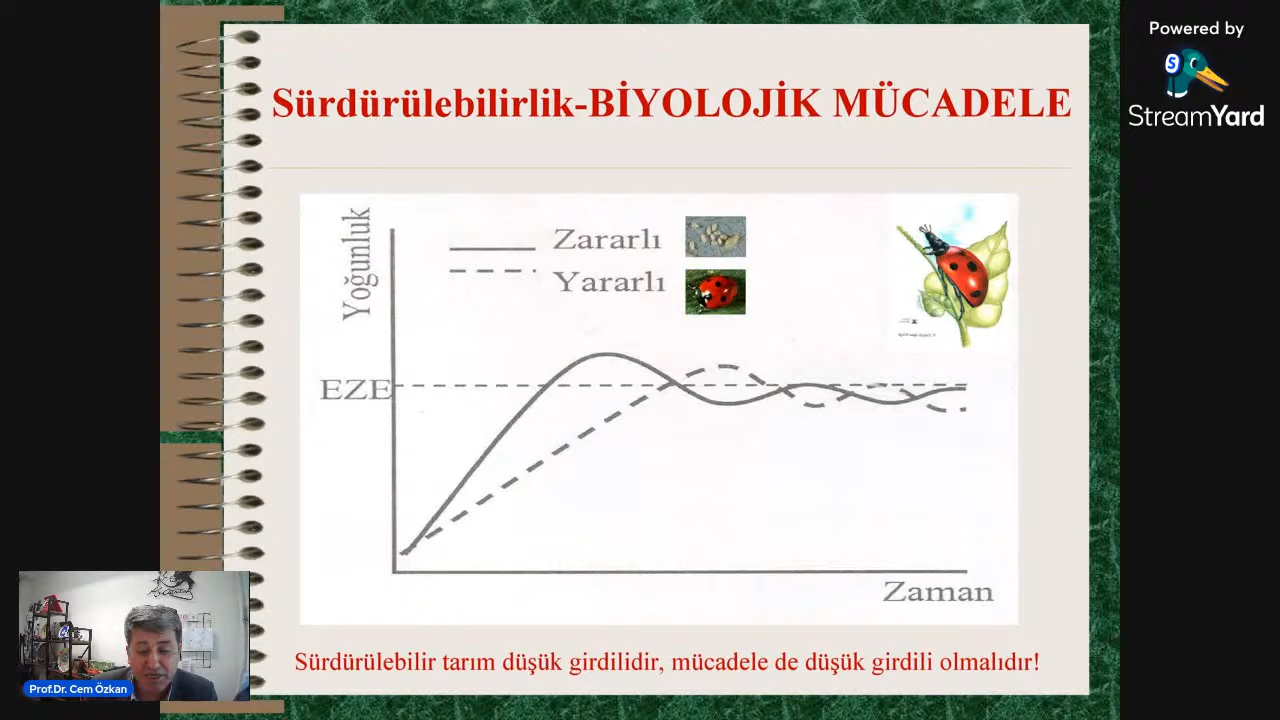 Powered by
StreamYard
Sürdürülebilirlik-BİYOLOJİK MÜCADELE
Yoğunluk
Zararlı
Yararlı
EZE
Zaman
Sürdürülebilir tarım düşük girdilidir, mücadele de düşük girdili olmalıdır!
Prof.Dr. Cem Özkan